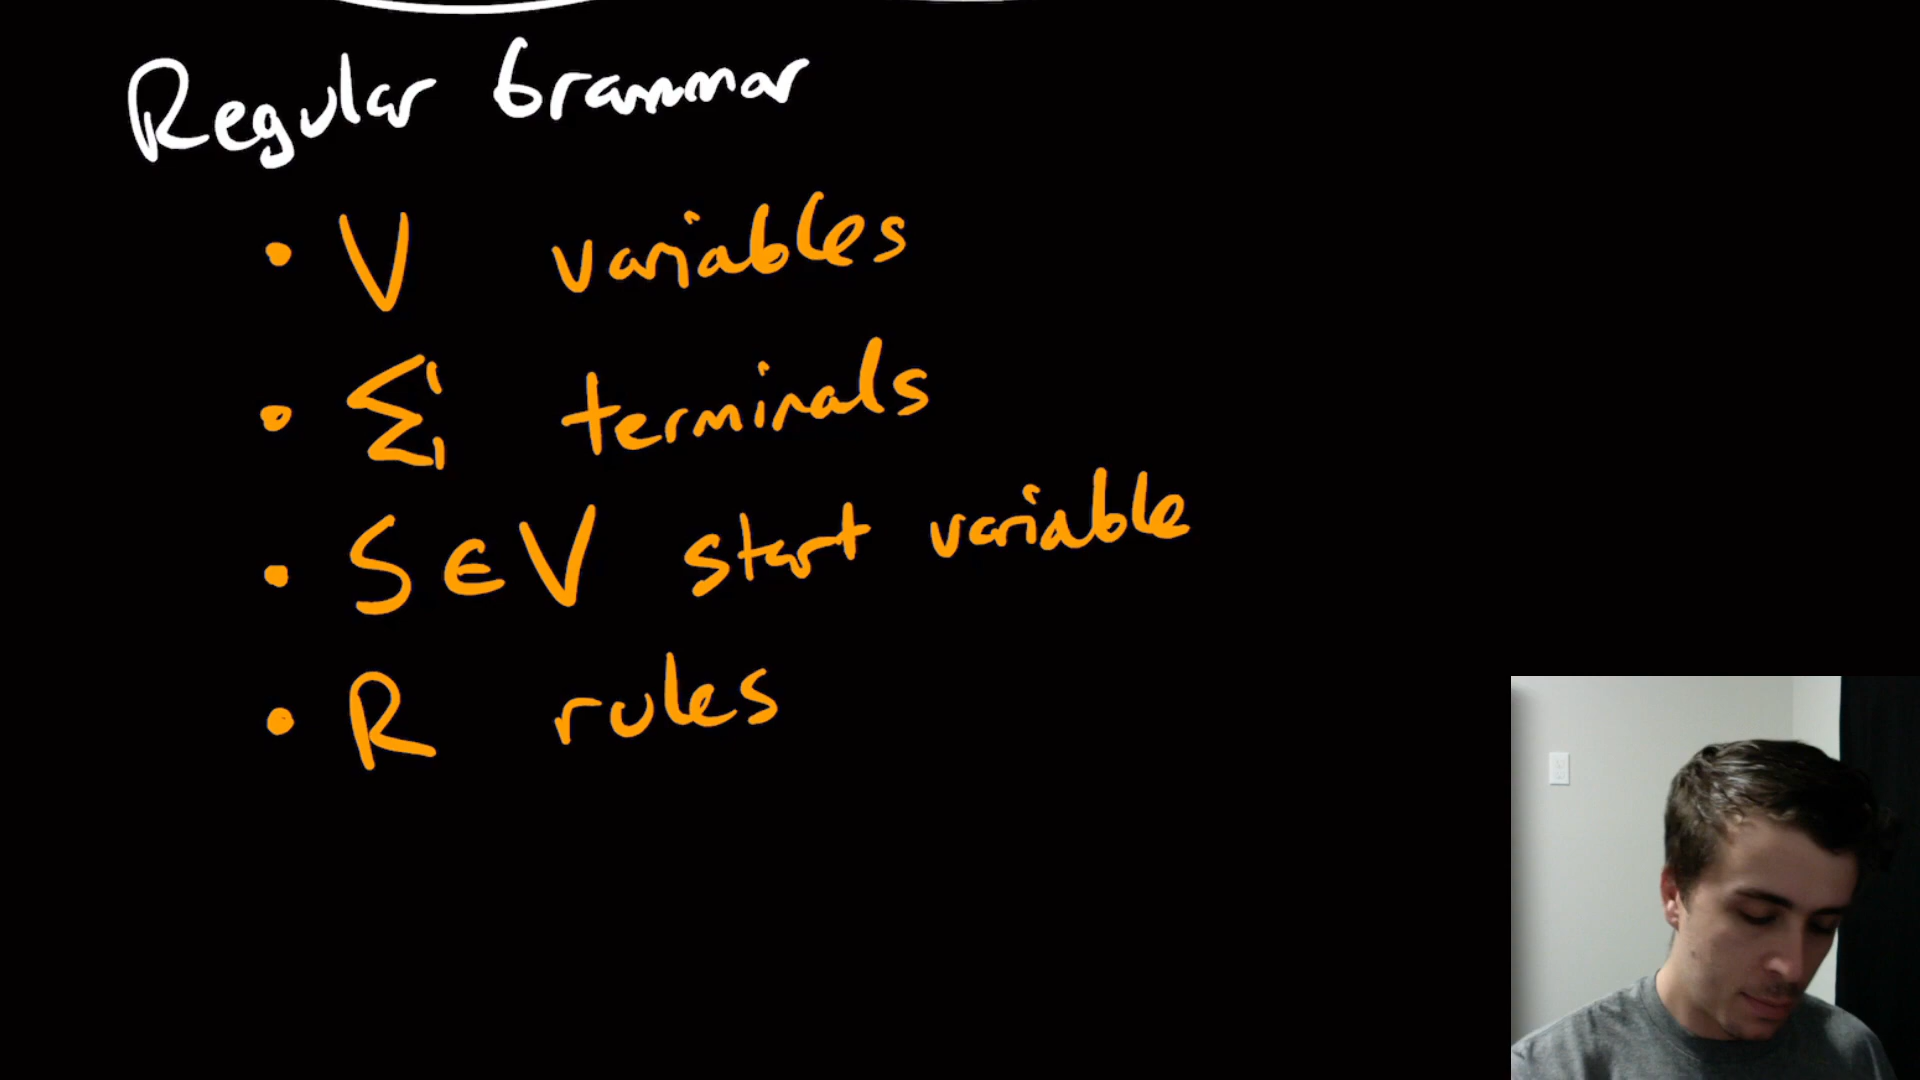 Regular Grammar
• V variables
• Σ terminals
• S ∈ V start variable
• R rules